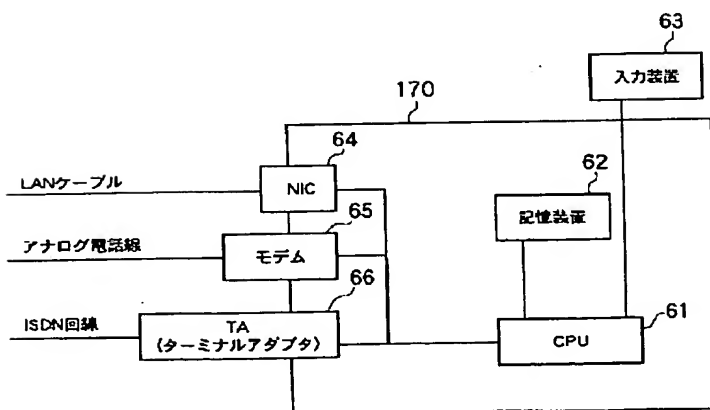 63
入力装置
170
64
LANケーブル
NIC
62
記憶装置
65
アナログ電話線
モデム
66
ISDN回線
TA
(ターミナルアダプタ)
61
CPU